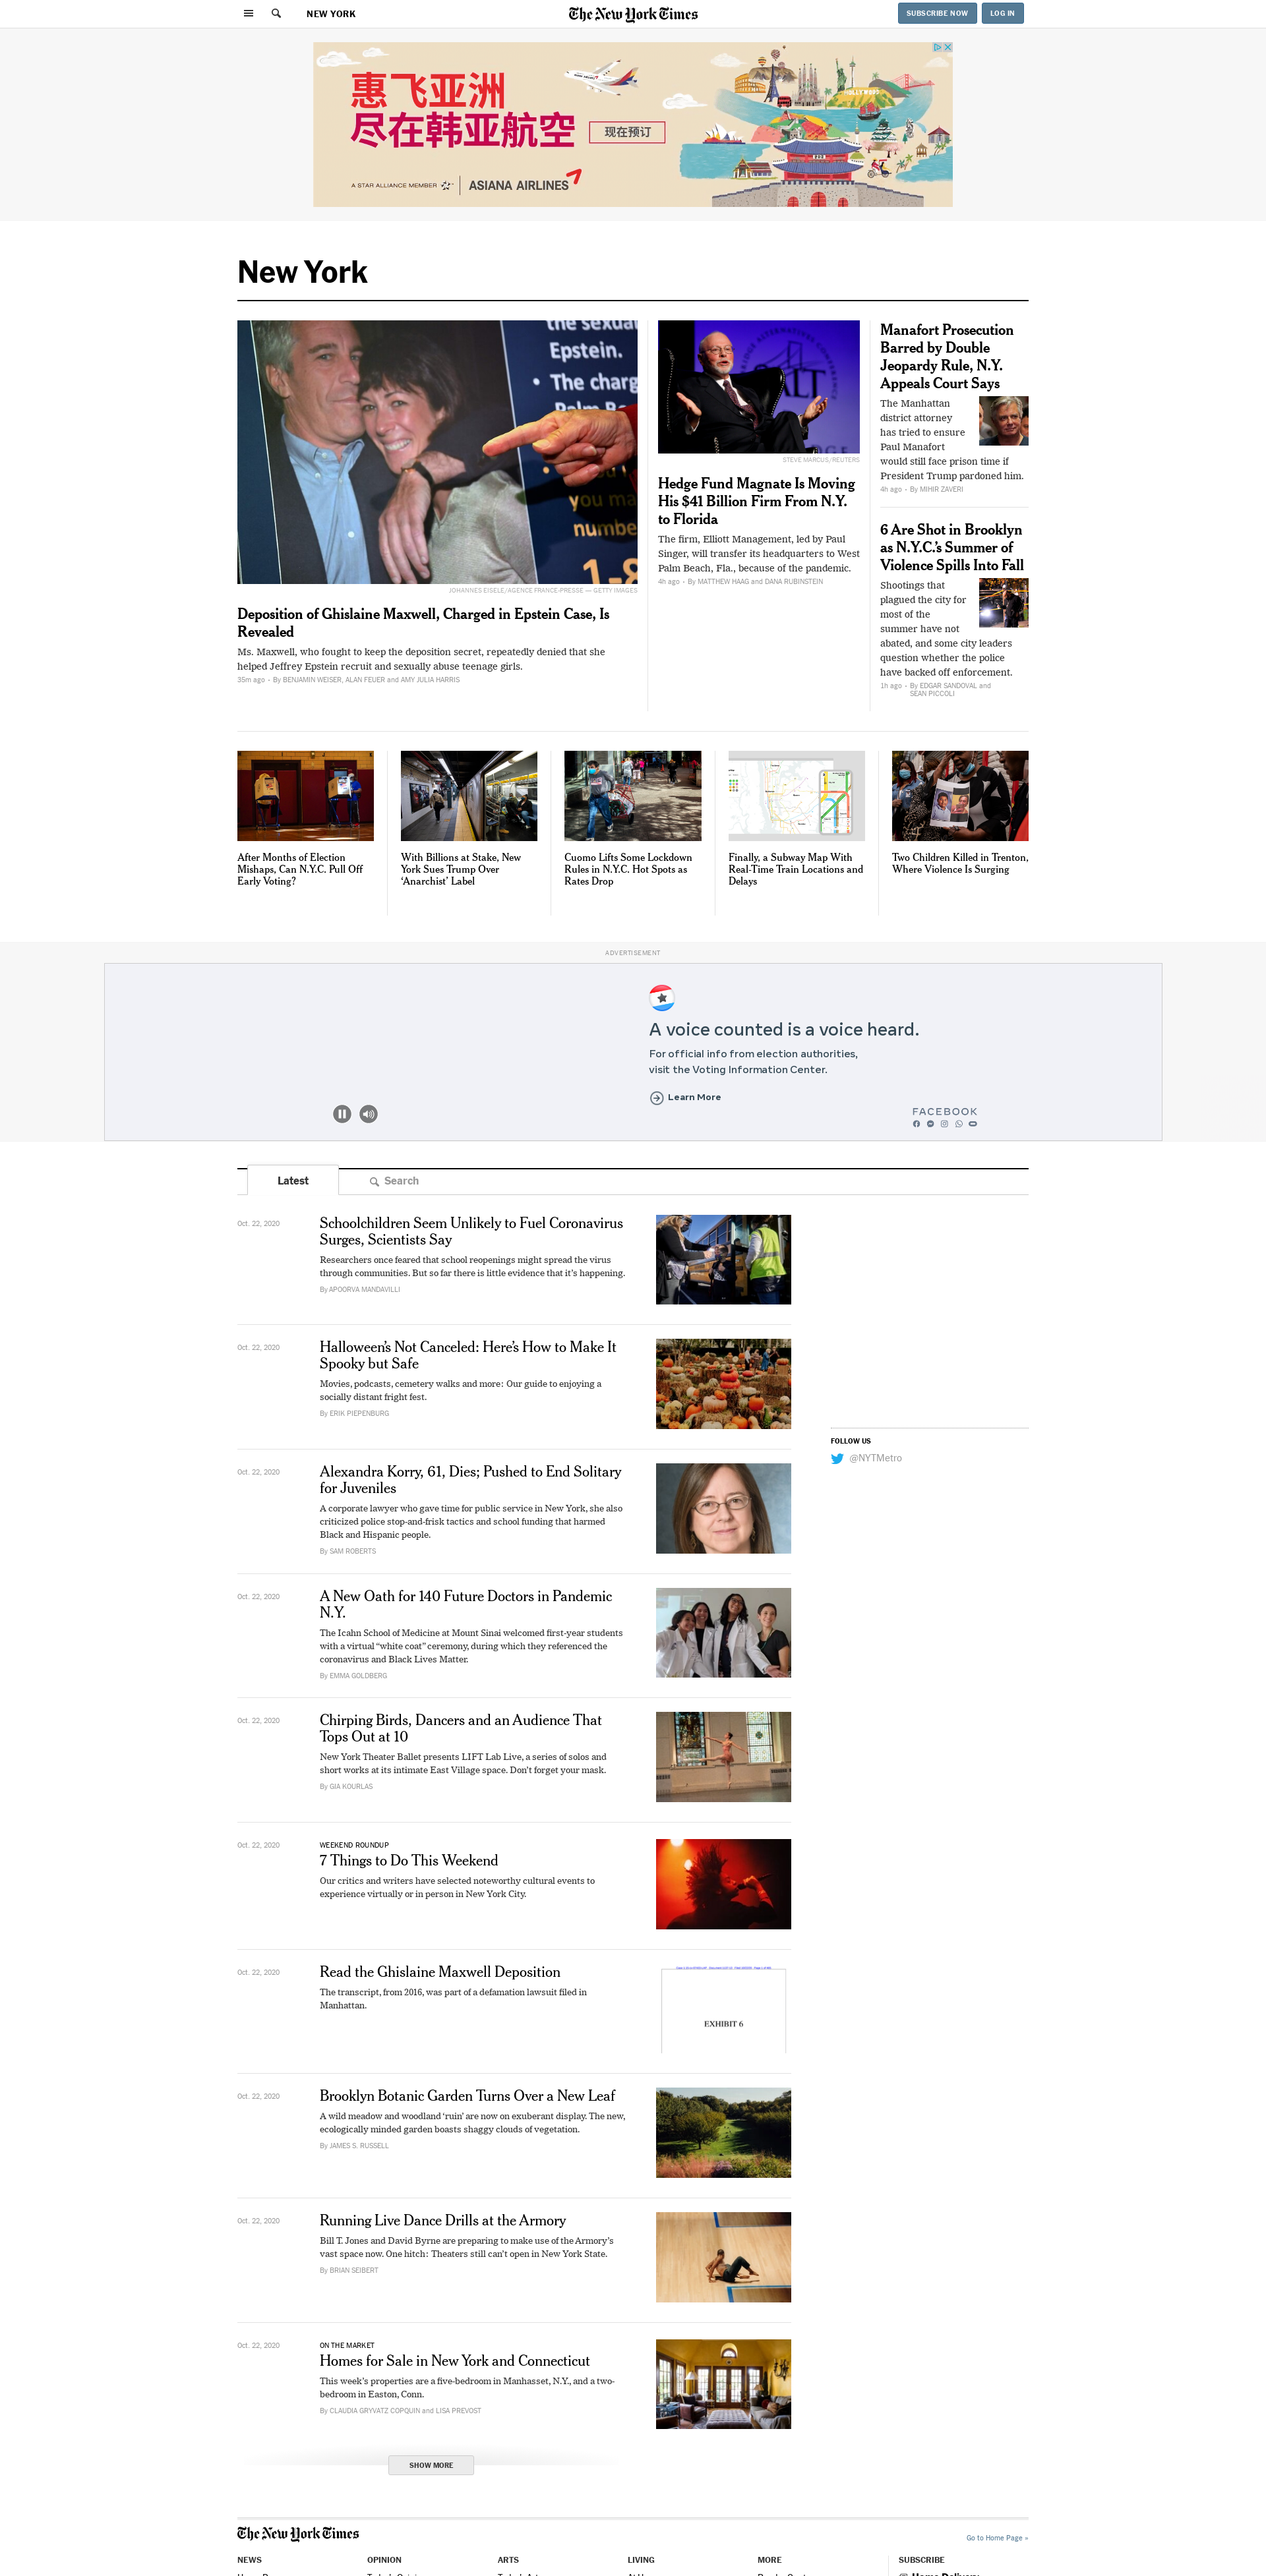 NEW YORK
The New York Times
SUBSCRIBE NOW
LOG IN
惠飞亚洲
尽在韩亚航空
现在预订
A STAR ALLIANCE MEMBER
ASIANA AIRLINES
HOLLYWOOD
New York
the sexual
Epstein.
The charg
you ma
num
1-8
JOHANNES EISELE/AGENCE FRANCE-PRESSE — GETTY IMAGES
Deposition of Ghislaine Maxwell, Charged in Epstein Case, Is
Revealed
Ms. Maxwell, who fought to keep the deposition secret, repeatedly denied that she
helped Jeffrey Epstein recruit and sexually abuse teenage girls.
35m ago • By BENJAMIN WEISER, ALAN FEUER and AMY JULIA HARRIS
STEVE MARCUS/REUTERS
Hedge Fund Magnate Is Moving
His $41 Billion Firm From N.Y.
to Florida
The firm, Elliott Management, led by Paul
Singer, will transfer its headquarters to West
Palm Beach, Fla., because of the pandemic.
4h ago • By MATTHEW HAAG and DANA RUBINSTEIN
Manafort Prosecution
Barred by Double
Jeopardy Rule, N.Y.
Appeals Court Says
The Manhattan
district attorney
has tried to ensure
Paul Manafort
would still face prison time if
President Trump pardoned him.
4h ago • By MIHIR ZAVERI
6 Are Shot in Brooklyn
as N.Y.C.’s Summer of
Violence Spills Into Fall
Shootings that
plagued the city for
most of the
summer have not
abated, and some city leaders
question whether the police
have backed off enforcement.
1h ago • By EDGAR SANDOVAL and
SEAN PICCOLI
After Months of Election
Mishaps, Can N.Y.C. Pull Off
Early Voting?
With Billions at Stake, New
York Sues Trump Over
‘Anarchist’ Label
Cuomo Lifts Some Lockdown
Rules in N.Y.C. Hot Spots as
Rates Drop
Finally, a Subway Map With
Real-Time Train Locations and
Delays
Two Children Killed in Trenton,
Where Violence Is Surging
ADVERTISEMENT
A voice counted is a voice heard.
For official info from election authorities,
visit the Voting Information Center.
Learn More
FACEBOOK
Latest
Search
Oct. 22, 2020
Schoolchildren Seem Unlikely to Fuel Coronavirus
Surges, Scientists Say
Researchers once feared that school reopenings might spread the virus
through communities. But so far there is little evidence that it’s happening.
By APOORVA MANDAVILLI
Oct. 22, 2020
Halloween’s Not Canceled: Here’s How to Make It
Spooky but Safe
Movies, podcasts, cemetery walks and more: Our guide to enjoying a
socially distant fright fest.
By ERIK PIEPENBURG
FOLLOW US
@NYTMetro
Oct. 22, 2020
Alexandra Korry, 61, Dies; Pushed to End Solitary
for Juveniles
A corporate lawyer who gave time for public service in New York, she also
criticized police stop-and-frisk tactics and school funding that harmed
Black and Hispanic people.
By SAM ROBERTS
Oct. 22, 2020
A New Oath for 140 Future Doctors in Pandemic
N.Y.
The Icahn School of Medicine at Mount Sinai welcomed first-year students
with a virtual “white coat” ceremony, during which they referenced the
coronavirus and Black Lives Matter.
By EMMA GOLDBERG
Oct. 22, 2020
Chirping Birds, Dancers and an Audience That
Tops Out at 10
New York Theater Ballet presents LIFT Lab Live, a series of solos and
short works at its intimate East Village space. Don’t forget your mask.
By GIA KOURLAS
Oct. 22, 2020
WEEKEND ROUNDUP
7 Things to Do This Weekend
Our critics and writers have selected noteworthy cultural events to
experience virtually or in person in New York City.
Oct. 22, 2020
Read the Ghislaine Maxwell Deposition
The transcript, from 2016, was part of a defamation lawsuit filed in
Manhattan.
EXHIBIT 6
Oct. 22, 2020
Brooklyn Botanic Garden Turns Over a New Leaf
A wild meadow and woodland ‘ruin’ are now on exuberant display. The new,
ecologically minded garden boasts shaggy clouds of vegetation.
By JAMES S. RUSSELL
Oct. 22, 2020
Running Live Dance Drills at the Armory
Bill T. Jones and David Byrne are preparing to make use of the Armory’s
vast space now. One hitch: Theaters still can’t open in New York State.
By BRIAN SEIBERT
Oct. 22, 2020
ON THE MARKET
Homes for Sale in New York and Connecticut
This week’s properties are a five-bedroom in Manhasset, N.Y., and a two-
bedroom in Easton, Conn.
By CLAUDIA GRYVATZ COPQUIN and LISA PREVOST
SHOW MORE
The New York Times
Go to Home Page »
NEWS
OPINION
ARTS
LIVING
MORE
SUBSCRIBE